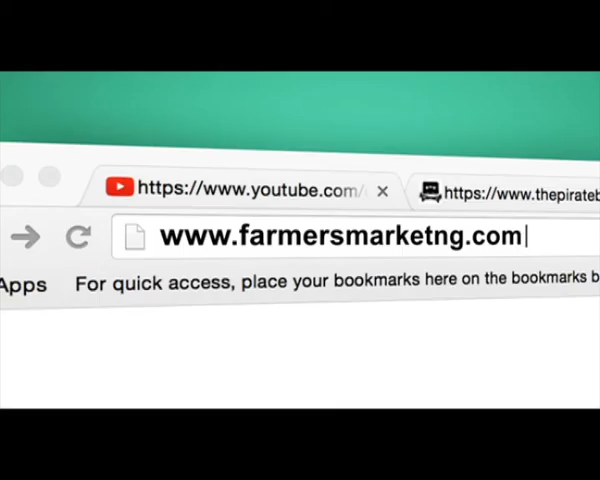 https://www.youtube.com/
https://www.thepirateb
www.farmersmarketng.com
Apps
For quick access, place your bookmarks here on the bookmarks b